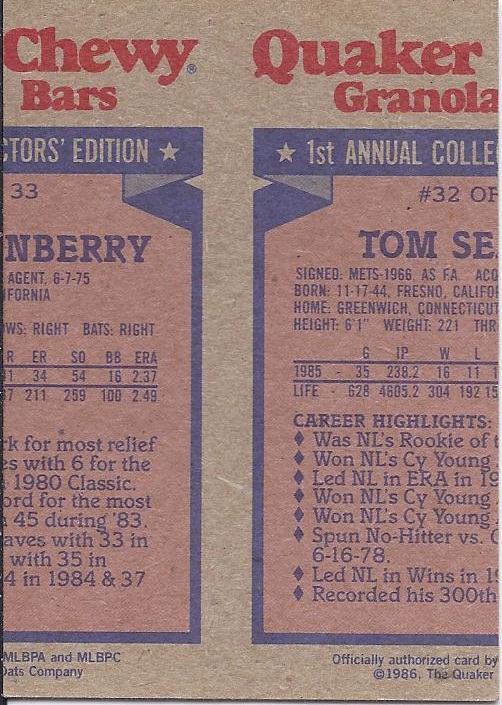 Chewy®
Bars
CTORS' EDITION ★
33
NBERRY
AGENT, 6-7-75
IFORNIA
WS: RIGHT BATS: RIGHT
R ER SO BB ERA
34 54 16 2.37
7 211 259 100 2.49
rk for most relief
es with 6 for the
1980 Classic.
ord for the most
45 during '83.
aves with 33 in
with 35 in
4 in 1984 & 37
MLBPA and MLBPC
Oats Company
Quaker
Granola
★ 1st ANNUAL COLLE
#32 OF
TOM SE
SIGNED: METS-1966, AS F.A. ACQ
BORN: 11-17-44, FRESNO, CALIFO
HOME: GREENWICH, CONNECTICUT
HEIGHT: 6'1" WEIGHT: 221 THR
G IP W L
1985 - 35 238.2 16 11 1
LIFE - 628 4605.2 304 192 15
CAREER HIGHLIGHTS:
♦ Was NL's Rookie of t
♦ Won NL's Cy Young
♦ Led NL in ERA in 19
♦ Won NL's Cy Young
♦ Won NL's Cy Young
♦ Spun No-Hitter vs. C
6-16-78.
♦ Led NL in Wins in 19
♦ Recorded his 300th
Officially authorized card by
©1986, The Quaker